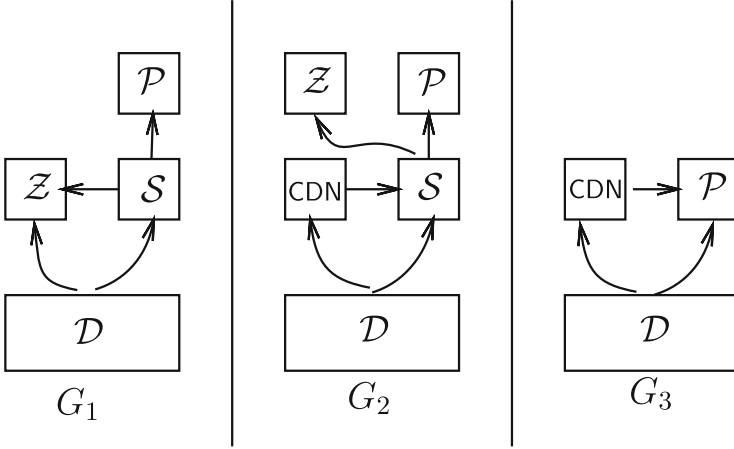 𝒫
𝒵 𝒮
𝒟
G₁
𝒵 𝒫
CDN 𝒮
𝒟
G₂
CDN 𝒫
𝒟
G₃